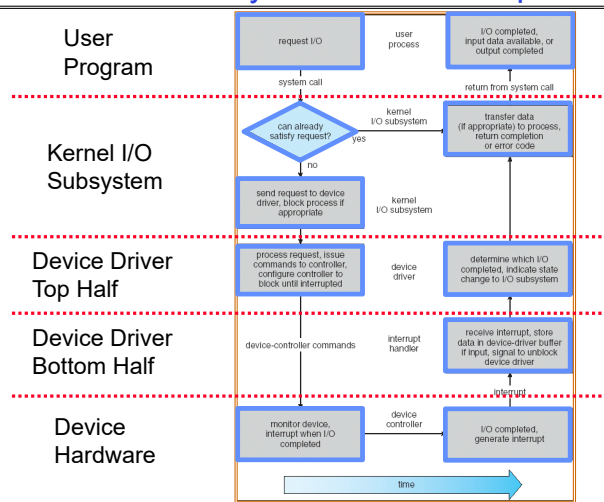 User
Program
request I/O
user
process
I/O completed,
input data available, or
output completed
system call
return from system call
Kernel I/O
Subsystem
can already
satisfy request?
yes
no
kernel
I/O subsystem
transfer data
(if appropriate) to process,
return completion
or error code
send request to device
driver, block process if
appropriate
kernel
I/O subsystem
Device Driver
Top Half
process request, issue
commands to controller,
configure controller to
block until interrupted
device
driver
determine which I/O
completed, indicate state
change to I/O subsystem
Device Driver
Bottom Half
device-controller commands
interrupt
handler
receive interrupt, store
data in device-driver buffer
if input, signal to unblock
device driver
interrupt
Device
Hardware
monitor device,
interrupt when I/O
completed
device
controller
I/O completed,
generate interrupt
time